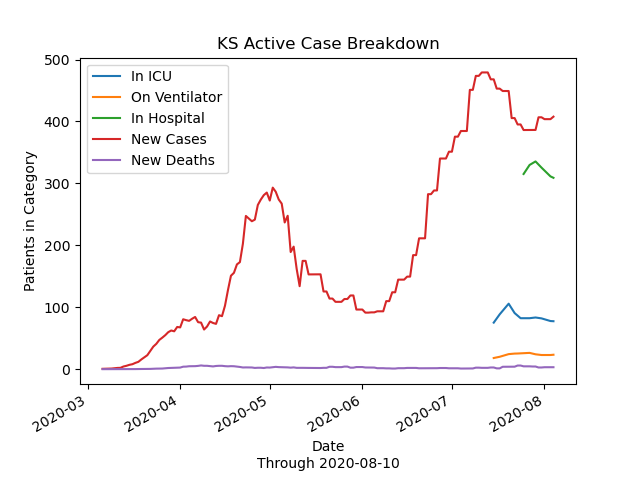 KS Active Case Breakdown
In ICU
On Ventilator
In Hospital
New Cases
New Deaths
Patients in Category
500
400
300
200
100
0
2020-03
2020-04
2020-05
2020-06
2020-07
2020-08
Date
Through 2020-08-10